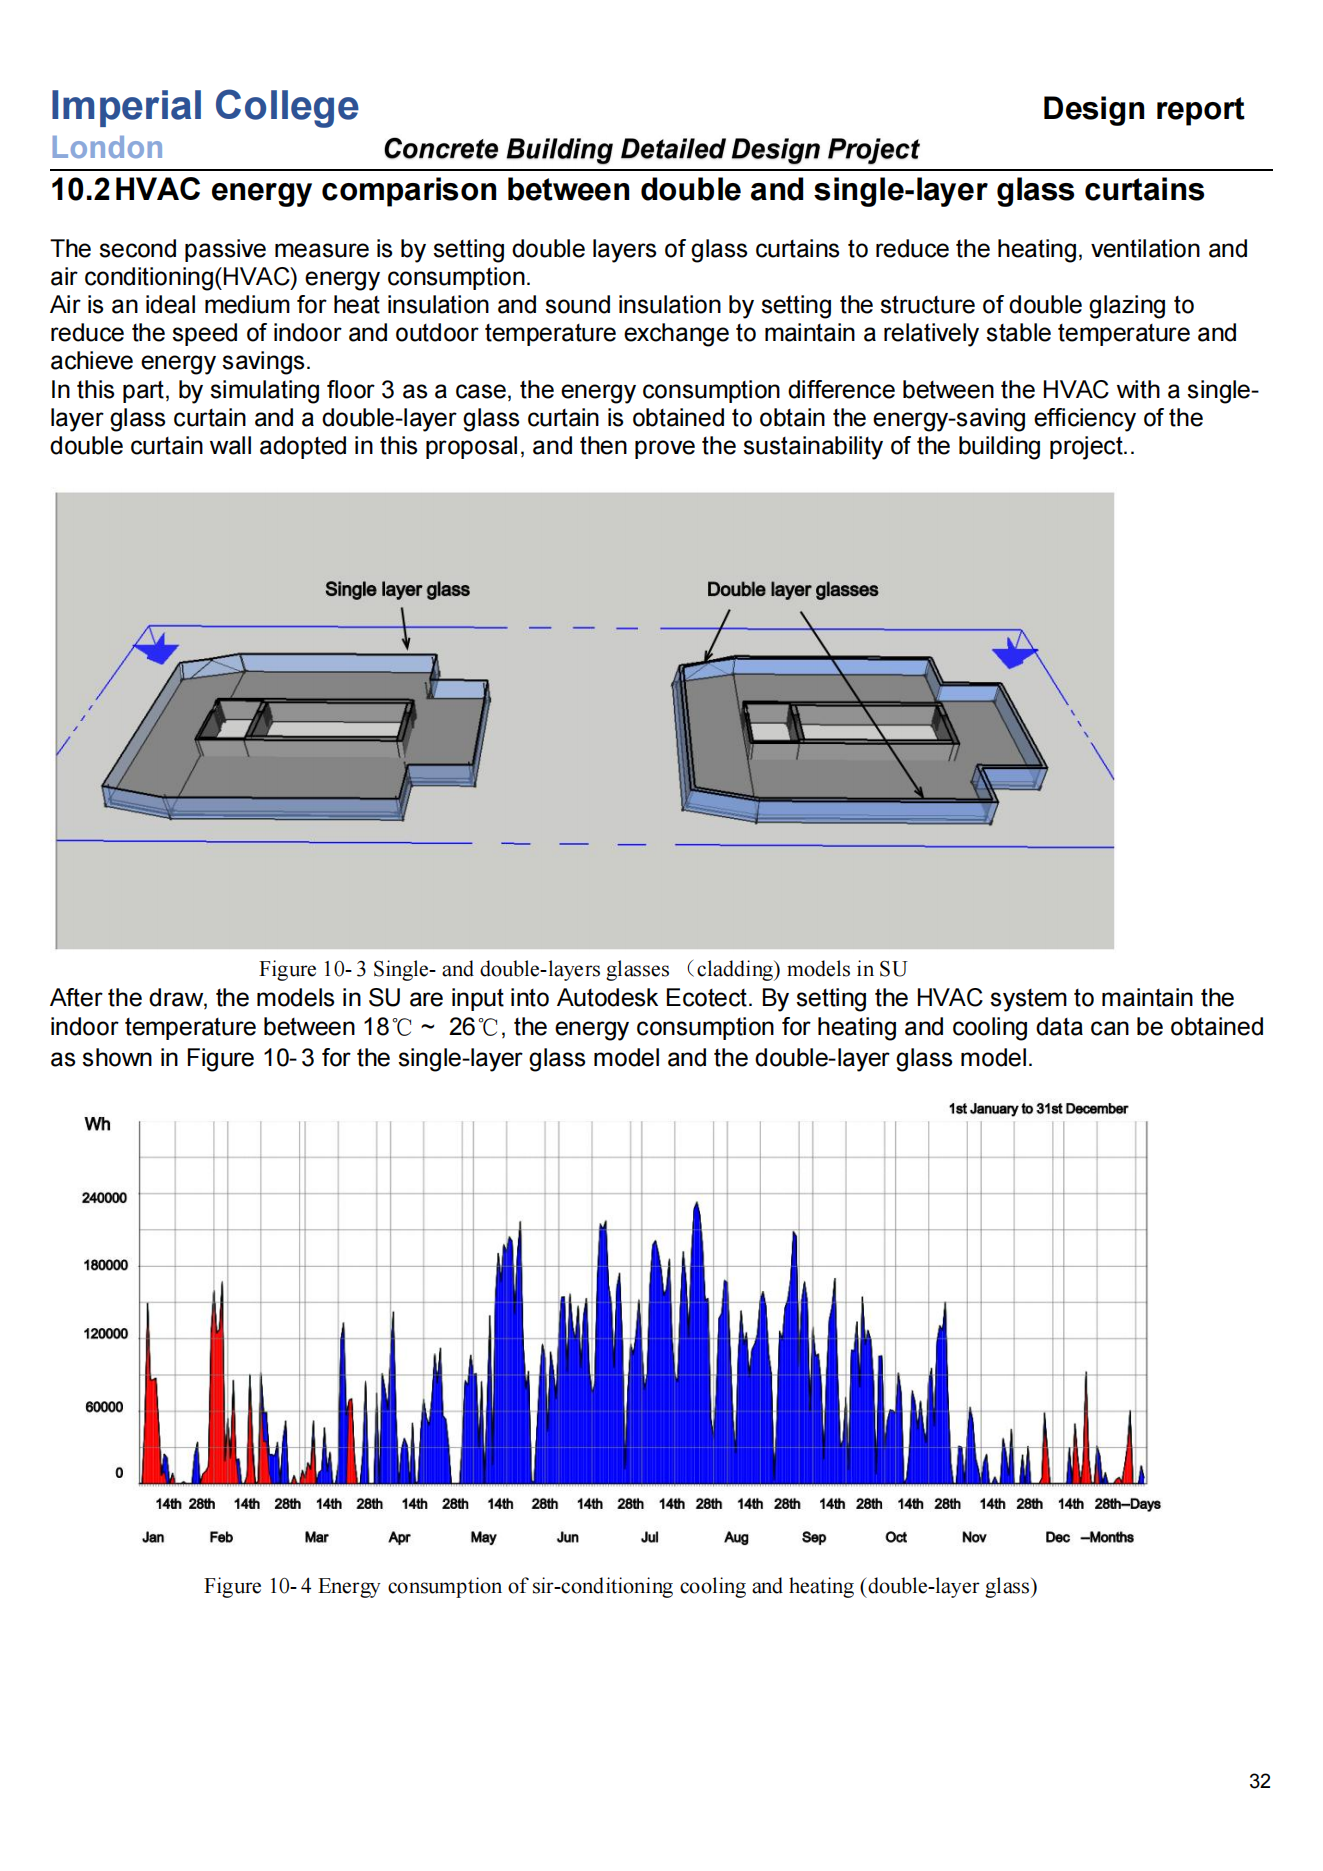 Imperial College
Design report
London
Concrete Building Detailed Design Project
10.2 HVAC energy comparison between double and single-layer glass curtains
The second passive measure is by setting double layers of glass curtains to reduce the heating, ventilation and
air conditioning(HVAC) energy consumption.
Air is an ideal medium for heat insulation and sound insulation by setting the structure of double glazing to
reduce the speed of indoor and outdoor temperature exchange to maintain a relatively stable temperature and
achieve energy savings.
In this part, by simulating floor 3 as a case, the energy consumption difference between the HVAC with a single-
layer glass curtain and a double-layer glass curtain is obtained to obtain the energy-saving efficiency of the
double curtain wall adopted in this proposal, and then prove the sustainability of the building project..
Single layer glass
Double layer glasses
Figure 10- 3 Single- and double-layers glasses （cladding) models in SU
After the draw, the models in SU are input into Autodesk Ecotect. By setting the HVAC system to maintain the
indoor temperature between 18℃ ~ 26℃, the energy consumption for heating and cooling data can be obtained
as shown in Figure 10- 3 for the single-layer glass model and the double-layer glass model.
1st January to 31st December
Wh
240000
180000
120000
60000
0
14th 28th 14th 28th 14th 28th 14th 28th 14th 28th 14th 28th 14th 28th 14th 28th 14th 28th 14th 28th 14th 28th 14th 28th--Days
Jan Feb Mar Apr May Jun Jul Aug Sep Oct Nov Dec --Months
Figure 10- 4 Energy consumption of sir-conditioning cooling and heating (double-layer glass)
32